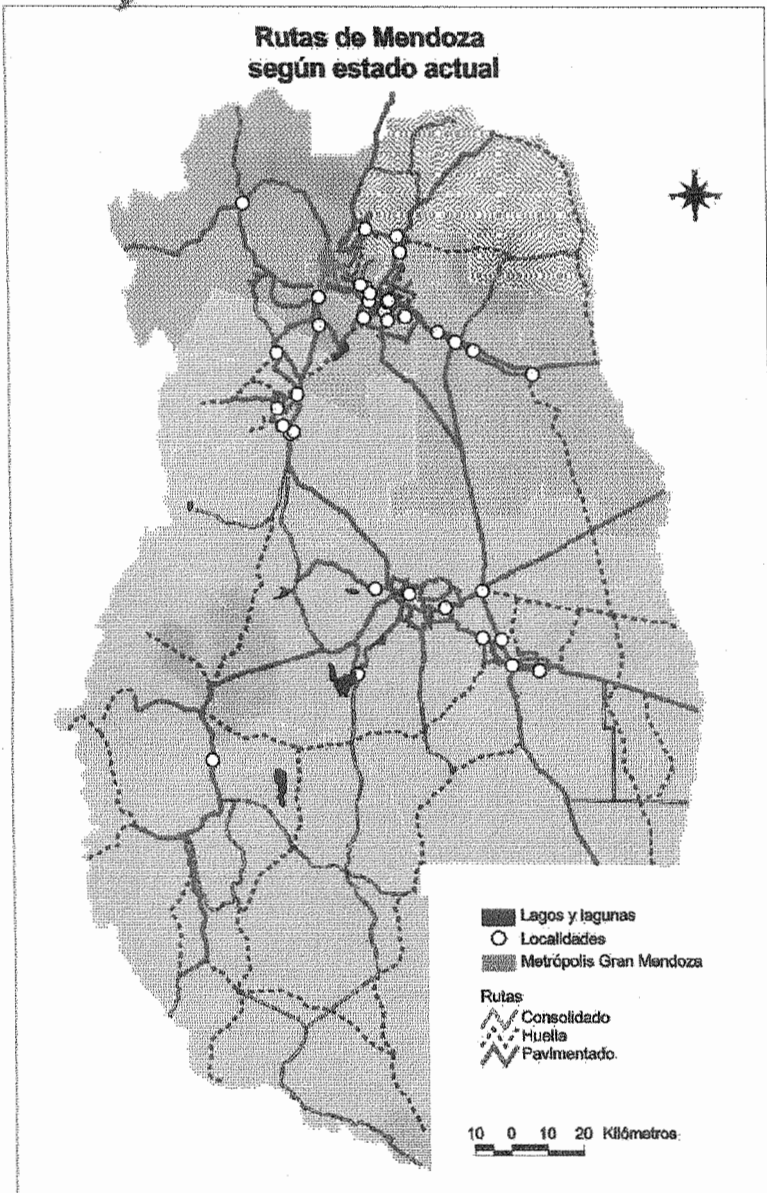 Rutas de Mendoza
según estado actual
Lagos y lagunas
Localidades
Metrópolis Gran Mendoza
Rutas
Consolidado
Huella
Pavimentado
10 0 10 20 Kilómetros